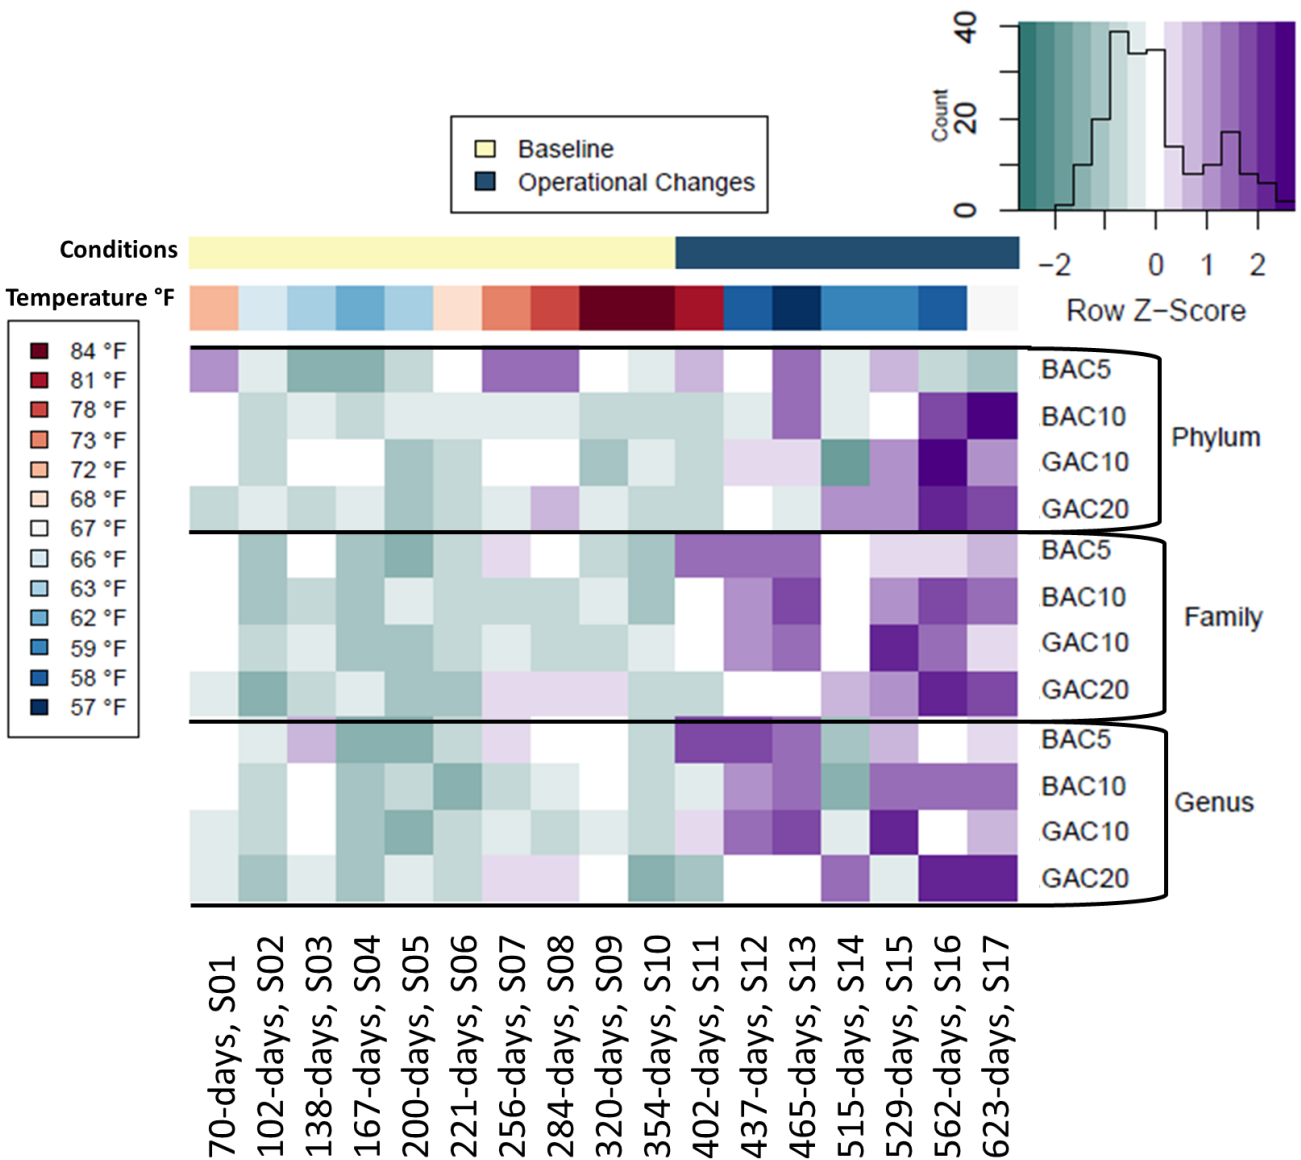 40
20
0
Count
−2 0 1 2
Row Z−Score
Baseline
Operational Changes
Conditions
Temperature °F
84 °F
81 °F
78 °F
73 °F
72 °F
68 °F
67 °F
66 °F
63 °F
62 °F
59 °F
58 °F
57 °F
BAC5
BAC10
GAC10
GAC20
Phylum
BAC5
BAC10
GAC10
GAC20
Family
BAC5
BAC10
GAC10
GAC20
Genus
70-days, S01
102-days, S02
138-days, S03
167-days, S04
200-days, S05
221-days, S06
256-days, S07
284-days, S08
320-days, S09
354-days, S10
402-days, S11
437-days, S12
465-days, S13
515-days, S14
529-days, S15
562-days, S16
623-days, S17